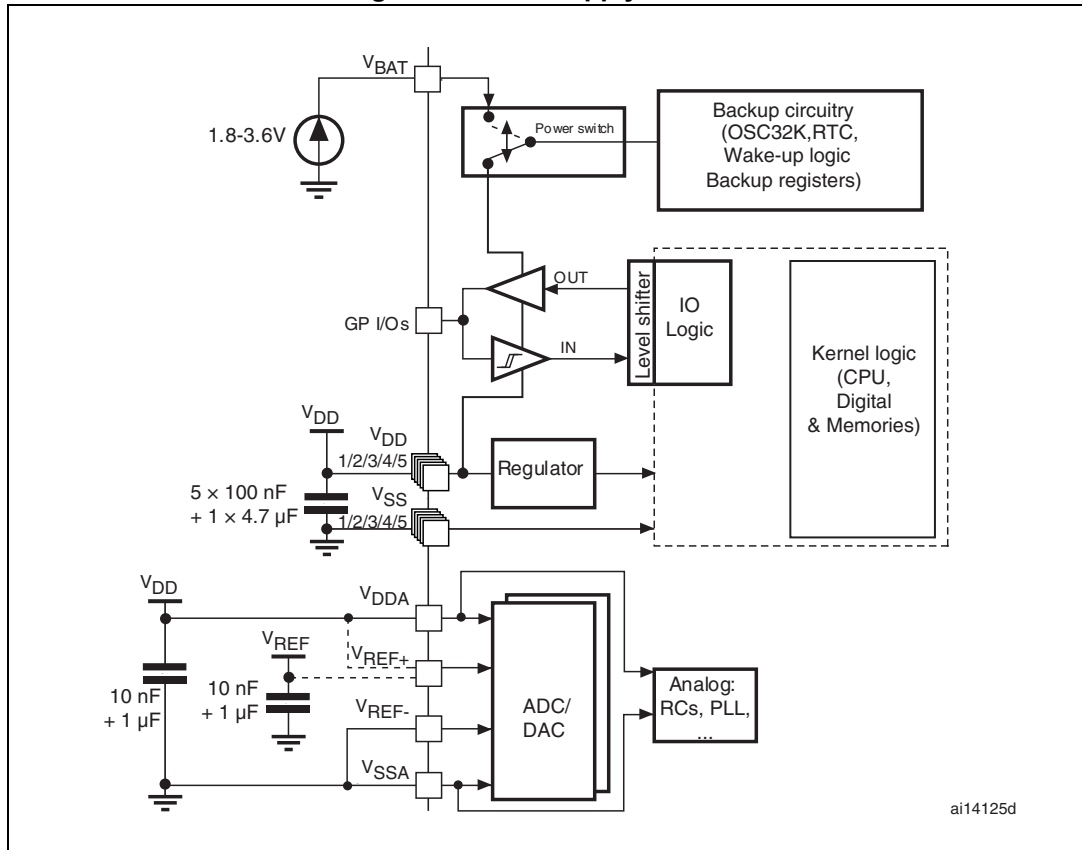 VBAT
1.8-3.6V
Power switch
Backup circuitry
(OSC32K,RTC,
Wake-up logic
Backup registers)
OUT
GP I/Os
IN
Level shifter
IO
Logic
Kernel logic
(CPU,
Digital
& Memories)
VDD
VDD
1/2/3/4/5
Regulator
5 × 100 nF
+ 1 × 4.7 µF
VSS
1/2/3/4/5
VDD
VDDA
VREF
VREF+
10 nF
+ 1 µF
10 nF
+ 1 µF
VREF-
ADC/
DAC
Analog:
RCs, PLL,
...
VSSA
ai14125d